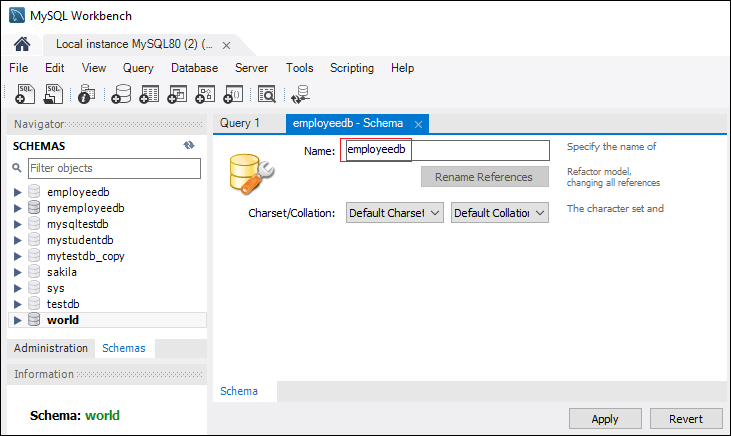 MySQL Workbench
Local instance MySQL80 (2) (...
File Edit View Query Database Server Tools Scripting Help
Navigator
SCHEMAS
Filter objects
employeedb
myemployeedb
mysqltestdb
mystudentdb
mytestdb_copy
sakila
sys
testdb
world
Administration Schemas
Information
Schema: world
Query 1 employeedb - Schema
Name: employeedb Specify the name of
Rename References Refactor model,
changing all references
Charset/Collation: Default Charset Default Collation The character set and
Schema
Apply Revert